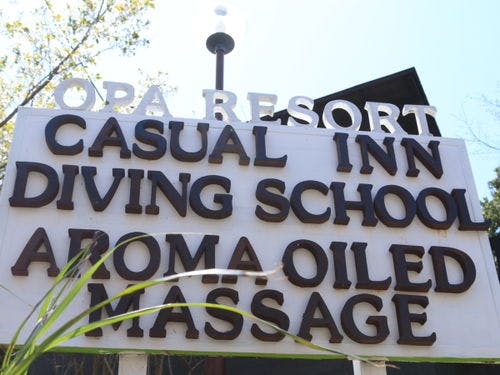 OPA RESORT
CASUAL INN
DIVING SCHOOL
AROMA OILED
MASSAGE